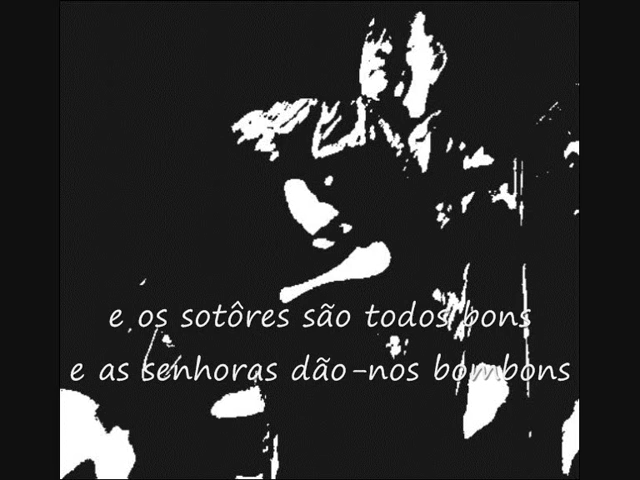 e os sotôres são todos bons
e as senhoras dão-nos bombons